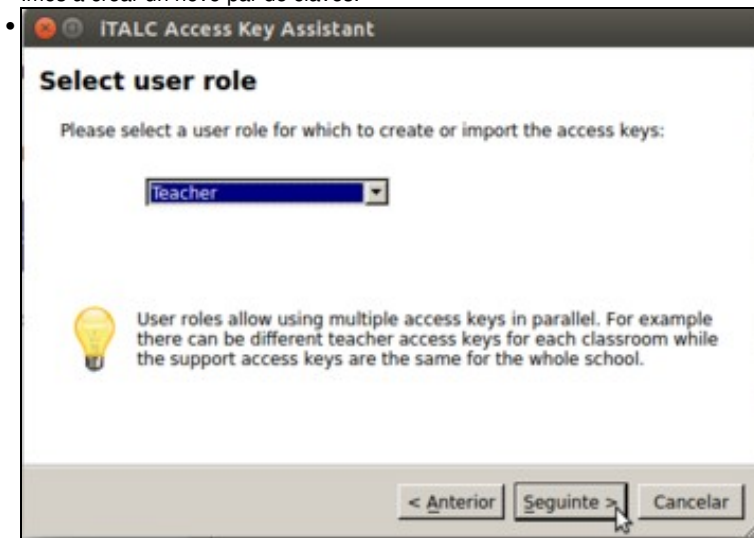 iTALC Access Key Assistant
Select user role
Please select a user role for which to create or import the access keys:
Teacher
User roles allow using multiple access keys in parallel. For example
there can be different teacher access keys for each classroom while
the support access keys are the same for the whole school.
< Anterior Seguinte > Cancelar